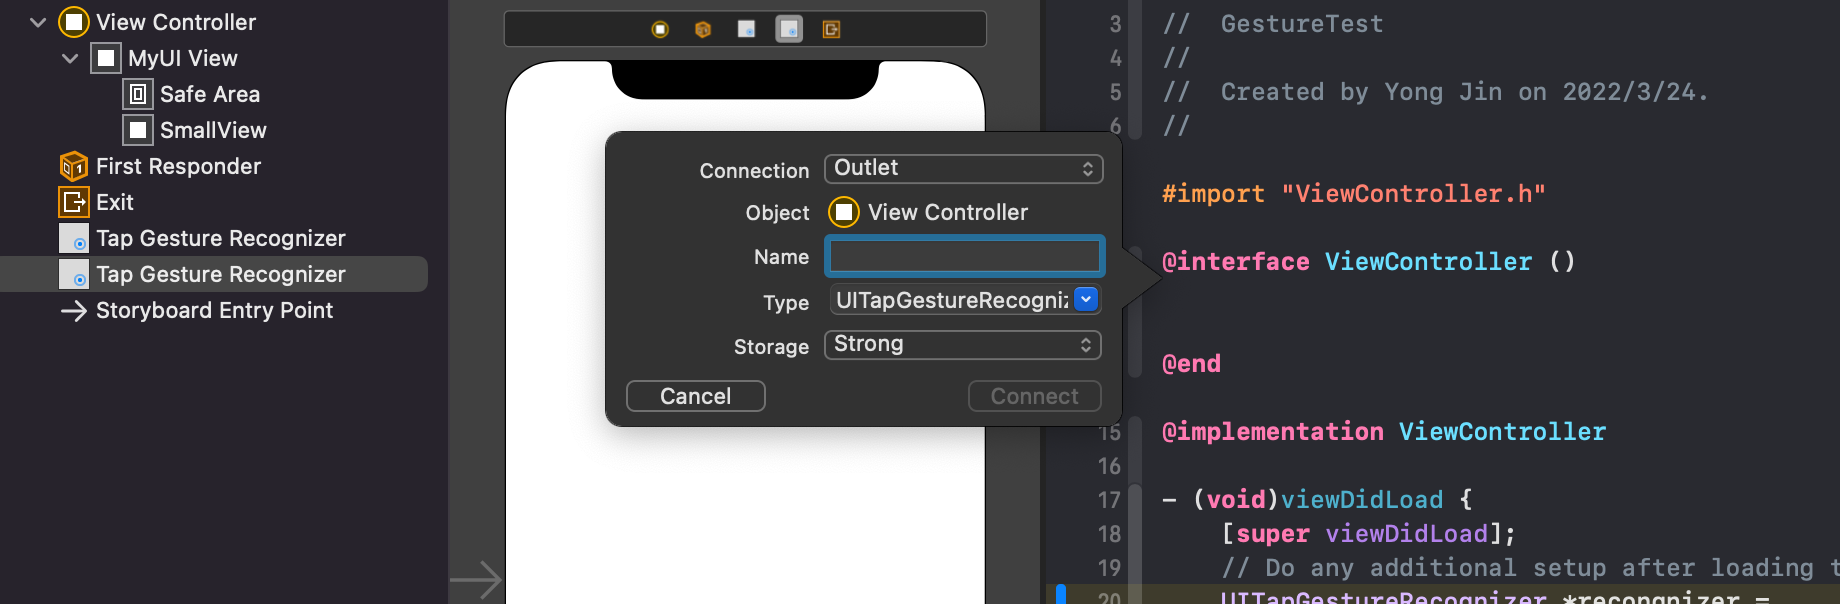 View Controller
MyUI View
Safe Area
SmallView
First Responder
Exit
Tap Gesture Recognizer
Tap Gesture Recognizer
Storyboard Entry Point
Connection Outlet
Object View Controller
Name
Type UITapGestureRecogniz
Storage Strong
Cancel Connect
3 // GestureTest
4 //
5 // Created by Yong Jin on 2022/3/24.
6 //
#import "ViewController.h"
@interface ViewController ()
@end
15 @implementation ViewController
16
17 - (void)viewDidLoad {
18 [super viewDidLoad];
19 // Do any additional setup after loading t
20 UITapGestureRecognizer *recongnizer =